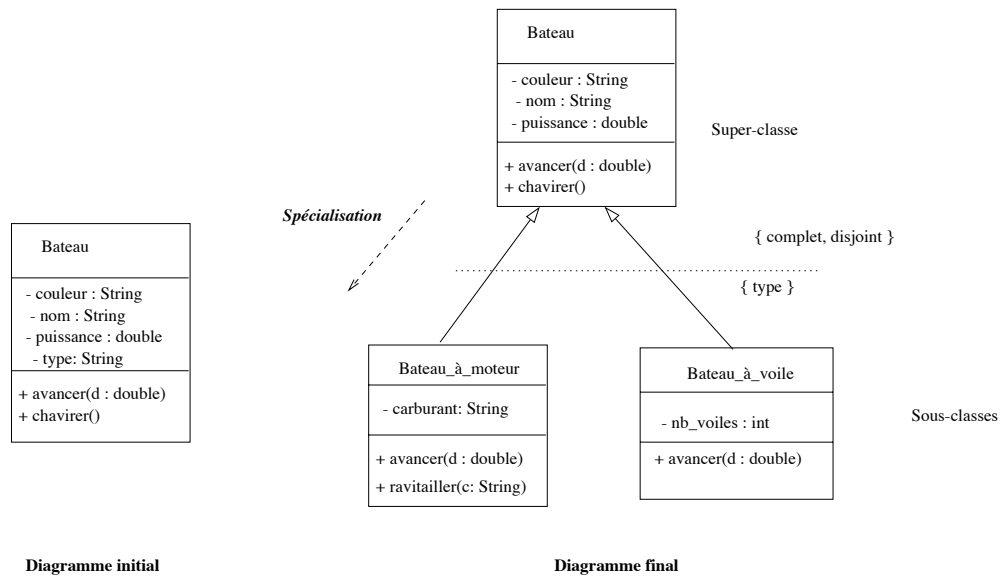 Bateau
- couleur : String
- nom : String
- puissance : double
- type: String
+ avancer(d : double)
+ chavirer()
Diagramme initial
Bateau
- couleur : String
- nom : String
- puissance : double
+ avancer(d : double)
+ chavirer()
Super-classe
Spécialisation
{ complet, disjoint }
{ type }
Bateau_à_moteur
- carburant: String
+ avancer(d : double)
+ ravitailler(c: String)
Bateau_à_voile
- nb_voiles : int
+ avancer(d : double)
Sous-classes
Diagramme final